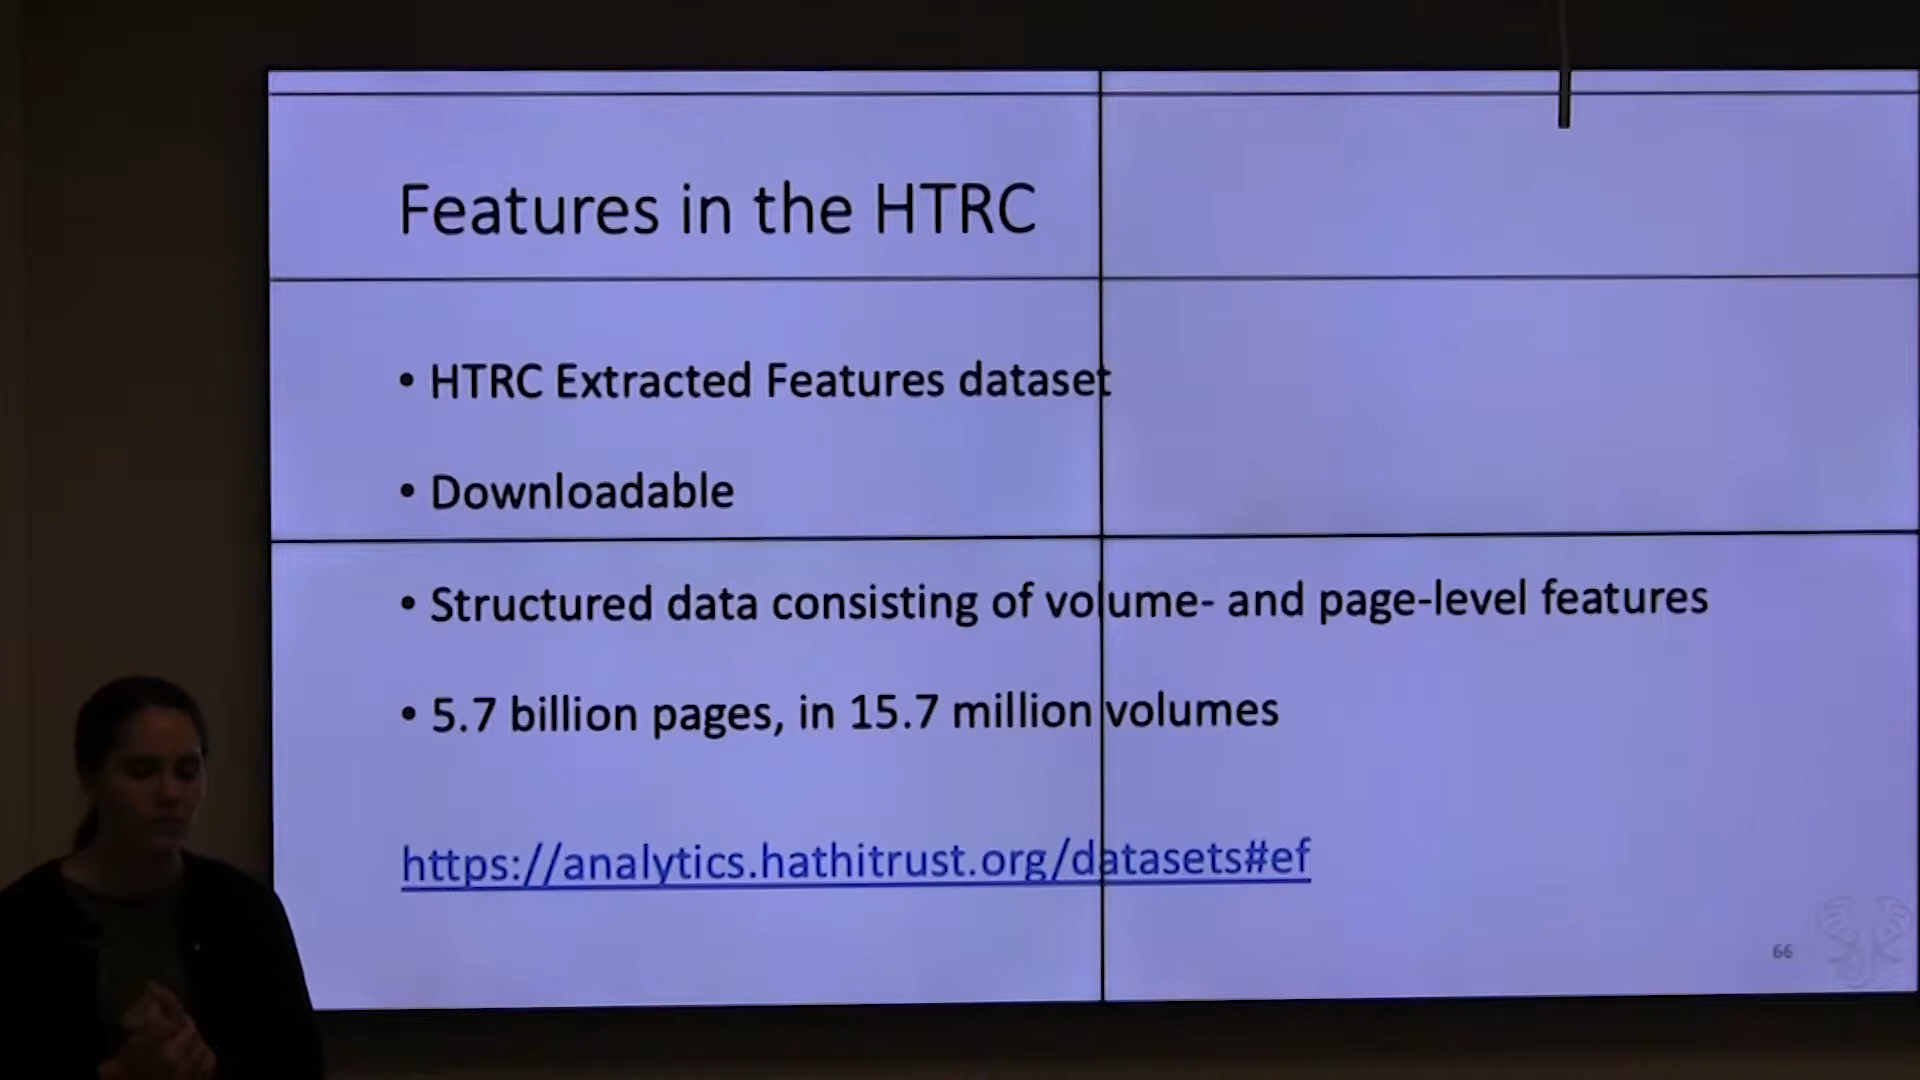 Features in the HTRC
• HTRC Extracted Features dataset
• Downloadable
• Structured data consisting of volume- and page-level features
• 5.7 billion pages, in 15.7 million volumes
https://analytics.hathitrust.org/datasets#ef
66